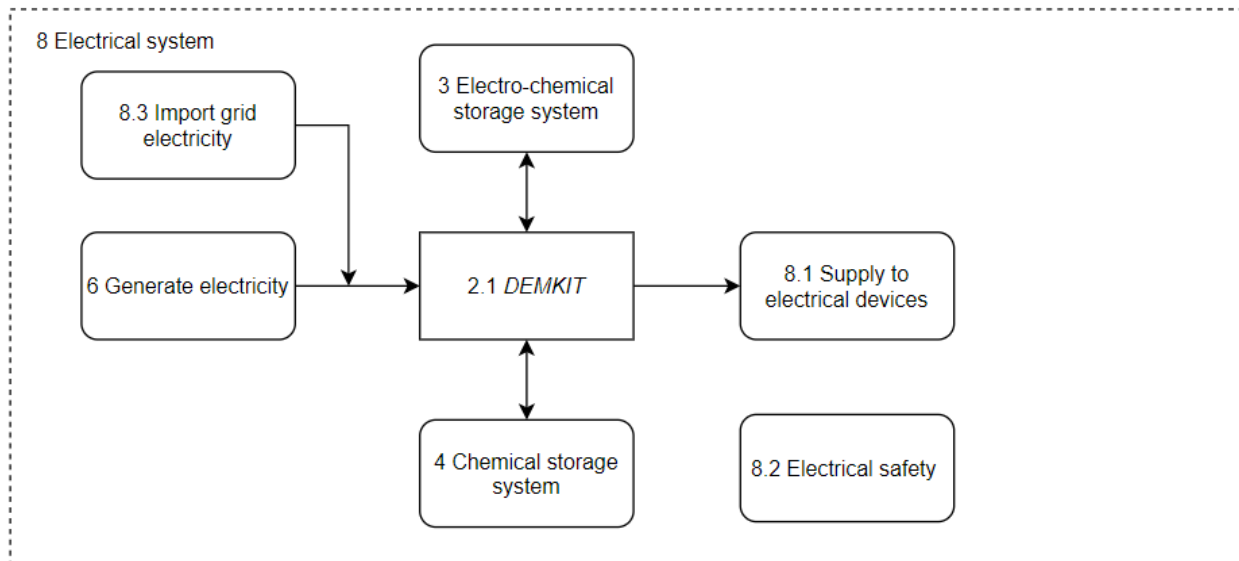 8 Electrical system
8.3 Import grid
electricity
3 Electro-chemical
storage system
6 Generate electricity
2.1 DEMKIT
8.1 Supply to
electrical devices
4 Chemical storage
system
8.2 Electrical safety